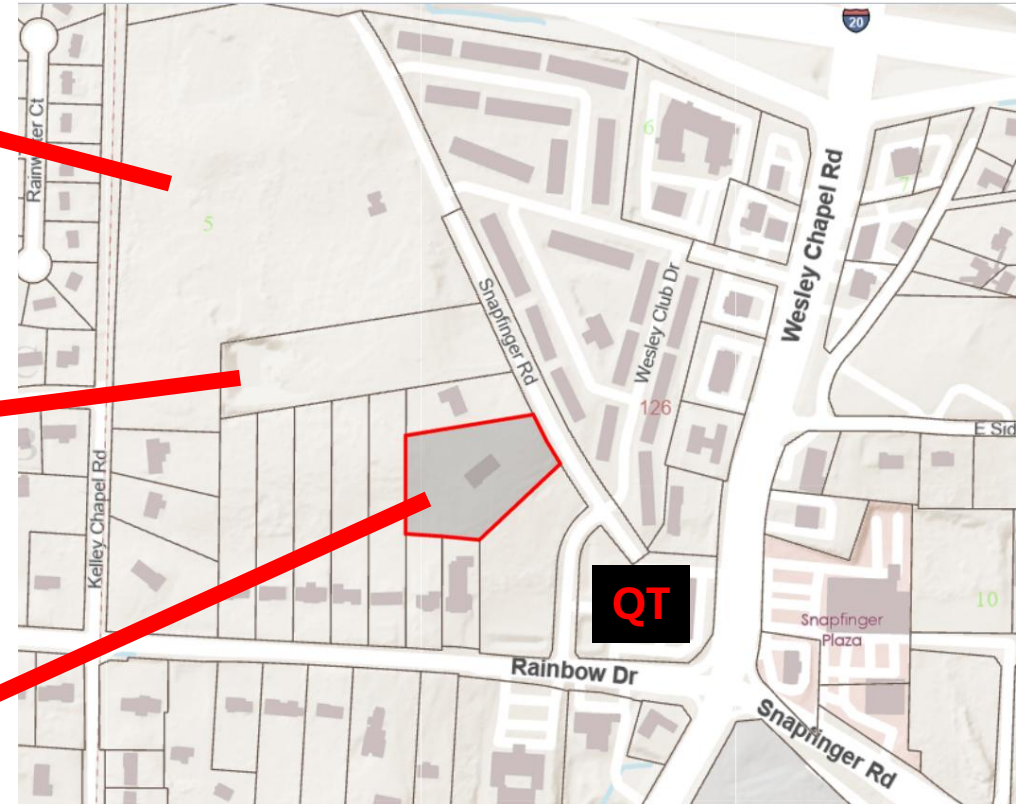 20
Rainwater Ct
6
7
Wesley Chapel Rd
5
Snapfinger Rd
Wesley Club Dr
126
E Sid
Kelley Chapel Rd
QT
10
Snapfinger
Plaza
Rainbow Dr
Snapfinger Rd